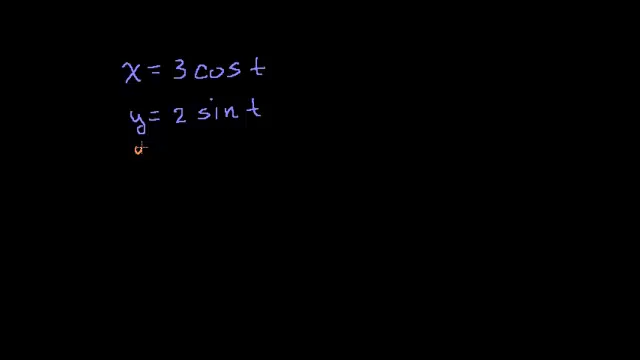 x = 3 cos t
y = 2 sin t